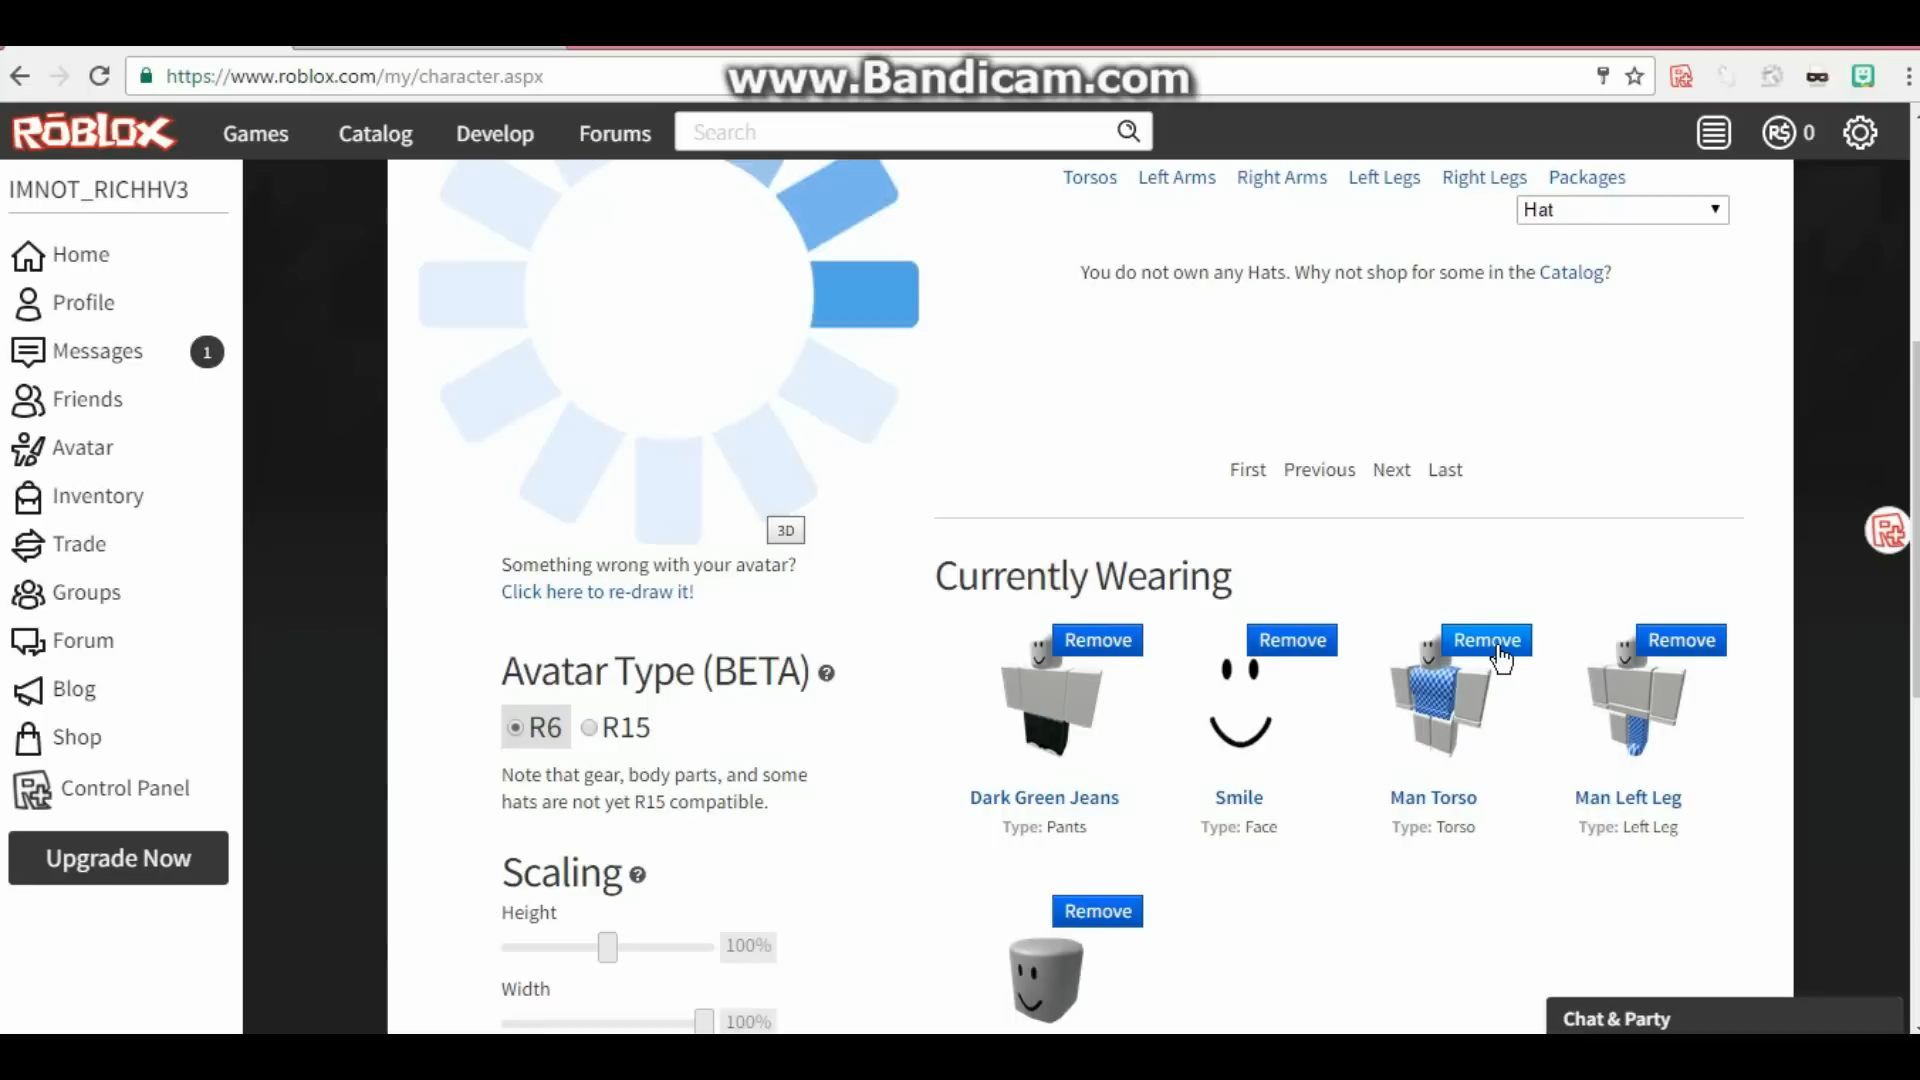 https://www.roblox.com/my/character.aspx
www.Bandicam.com
ROBLOX
Games
Catalog
Develop
Forums
Search
R$ 0
IMNOT_RICHHV3
Home
Profile
Messages
1
Friends
Avatar
Inventory
Trade
Groups
Forum
Blog
Shop
Control Panel
Upgrade Now
3D
Something wrong with your avatar?
Click here to re-draw it!
Avatar Type (BETA) ?
R6 R15
Note that gear, body parts, and some
hats are not yet R15 compatible.
Scaling ?
Height
100%
Width
100%
Torsos Left Arms Right Arms Left Legs Right Legs Packages
Hat
You do not own any Hats. Why not shop for some in the Catalog?
First Previous Next Last
Currently Wearing
Remove Remove Remove Remove
Dark Green Jeans Smile Man Torso Man Left Leg
Type: Pants Type: Face Type: Torso Type: Left Leg
Remove
R+
Chat & Party